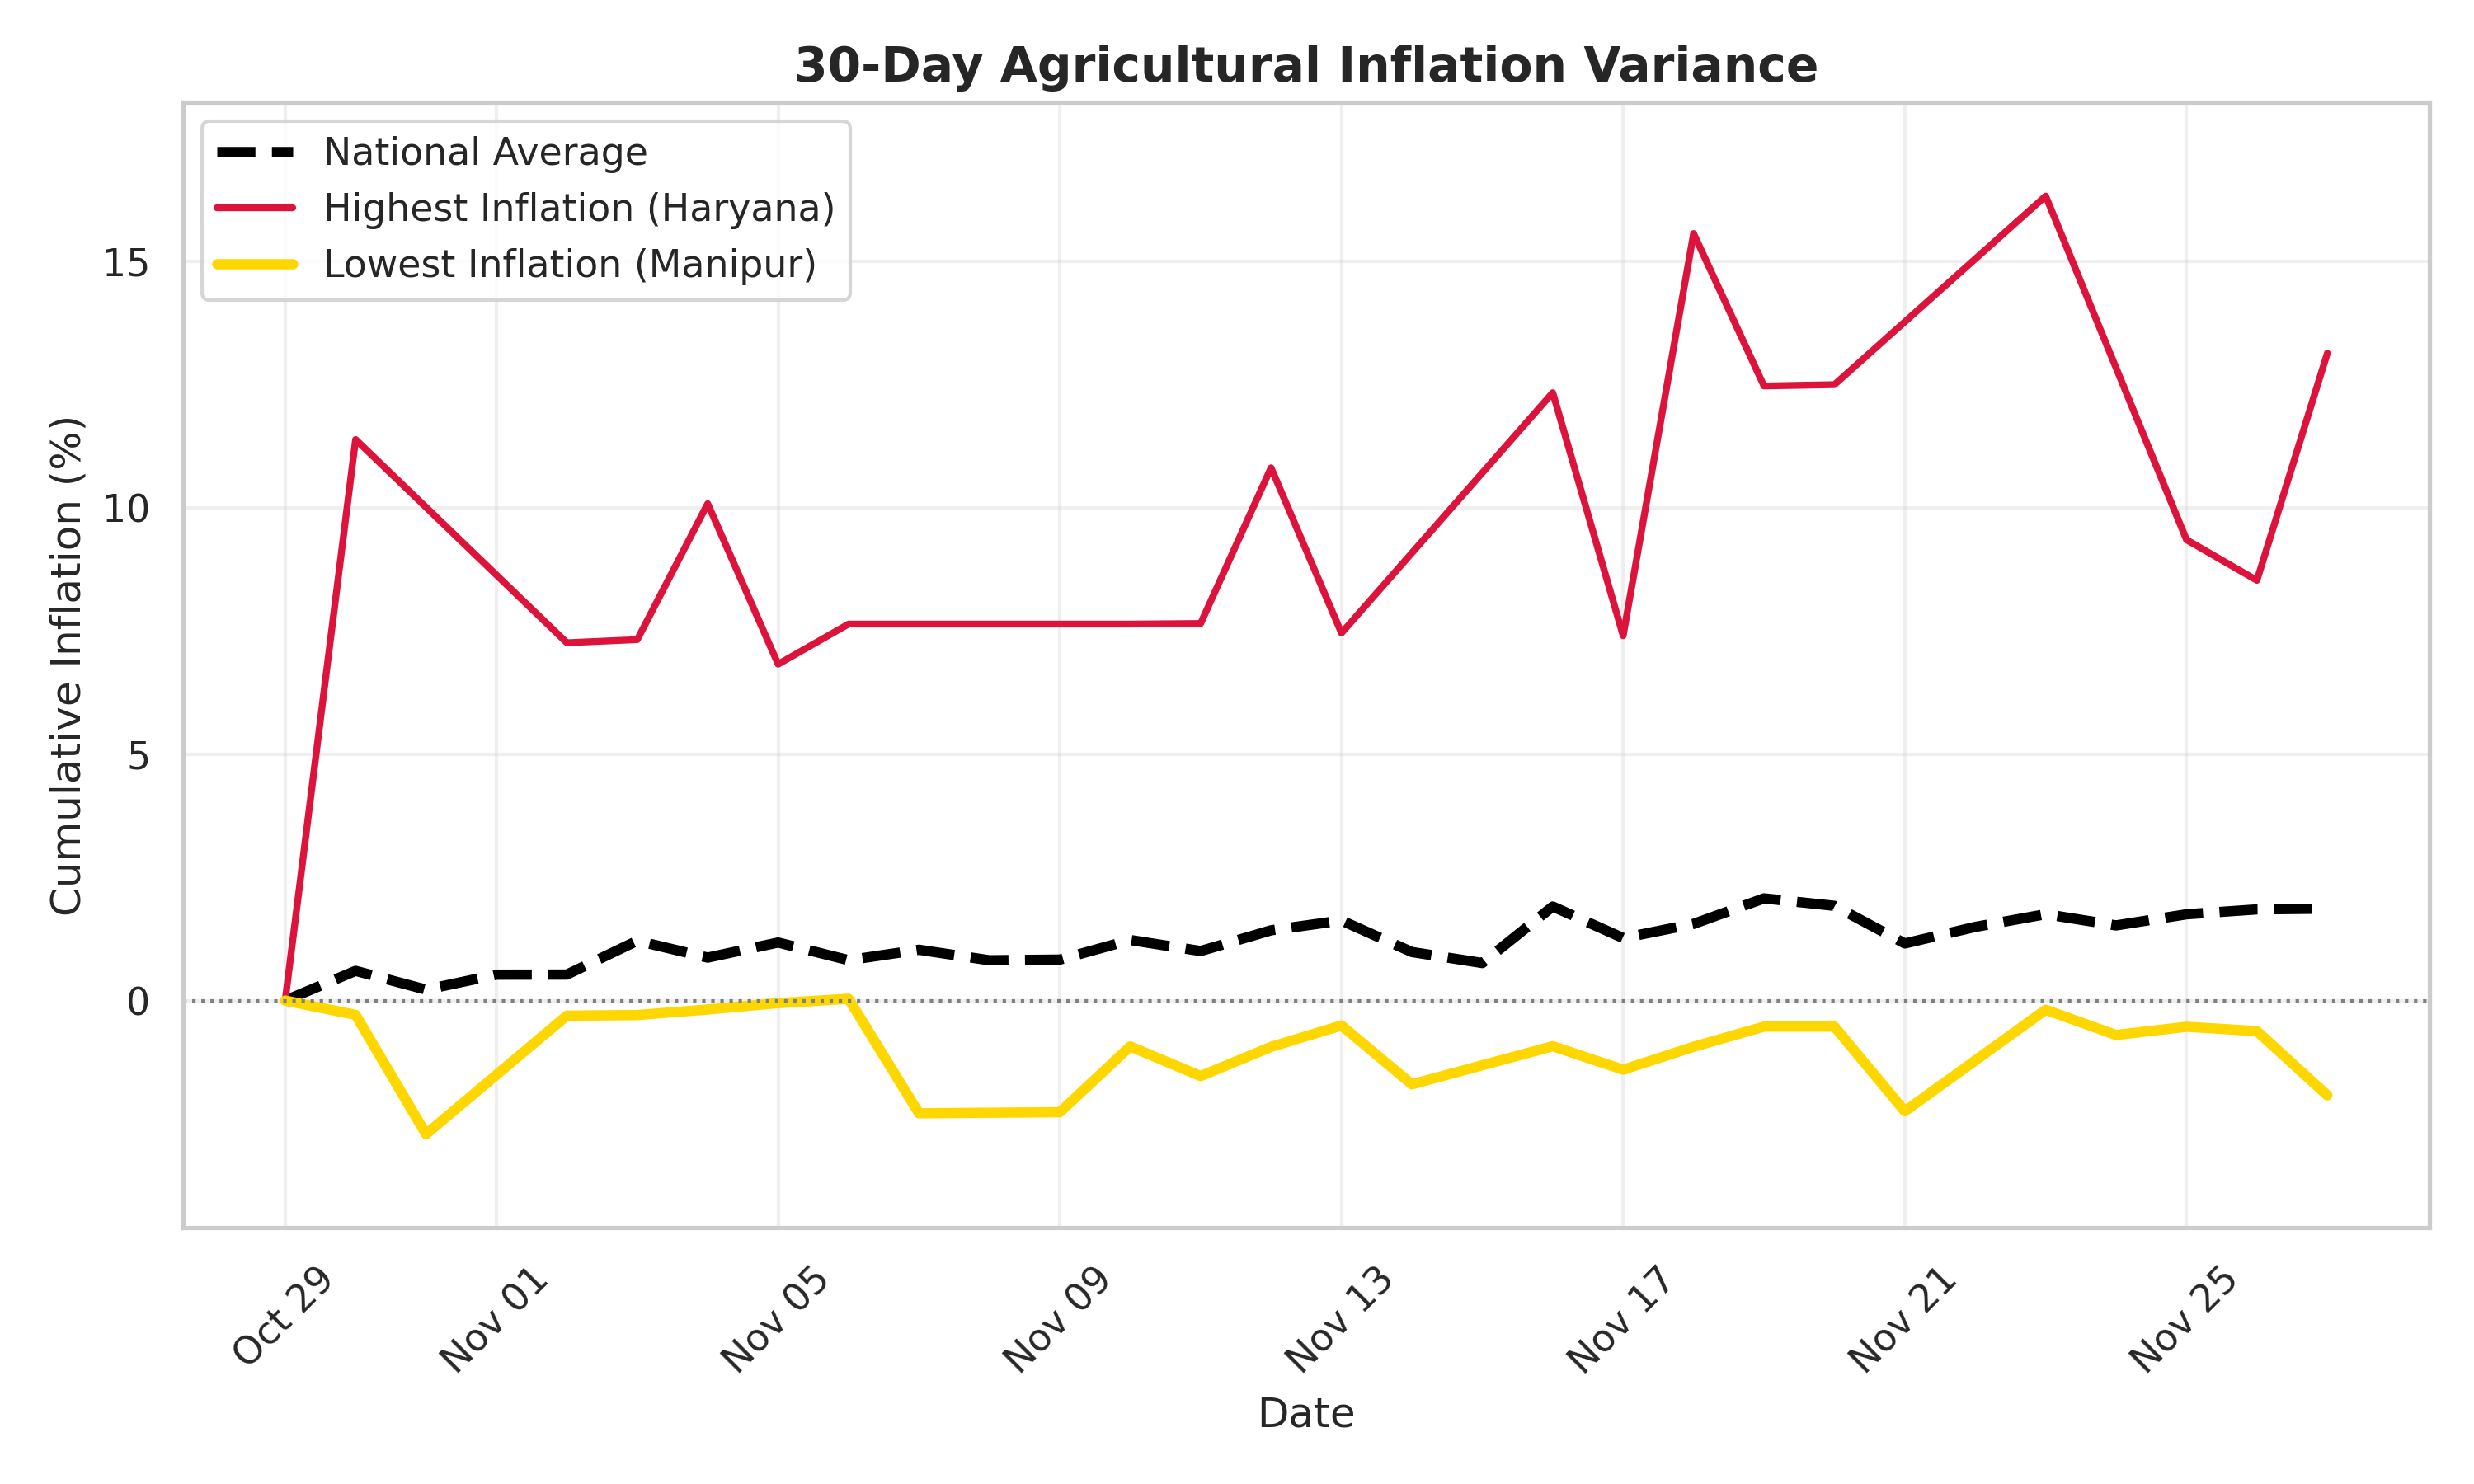 30-Day Agricultural Inflation Variance
National Average
Highest Inflation (Haryana)
Lowest Inflation (Manipur)
Cumulative Inflation (%)
15
10
5
0
Oct 29
Nov 01
Nov 05
Nov 09
Nov 13
Nov 17
Nov 21
Nov 25
Date